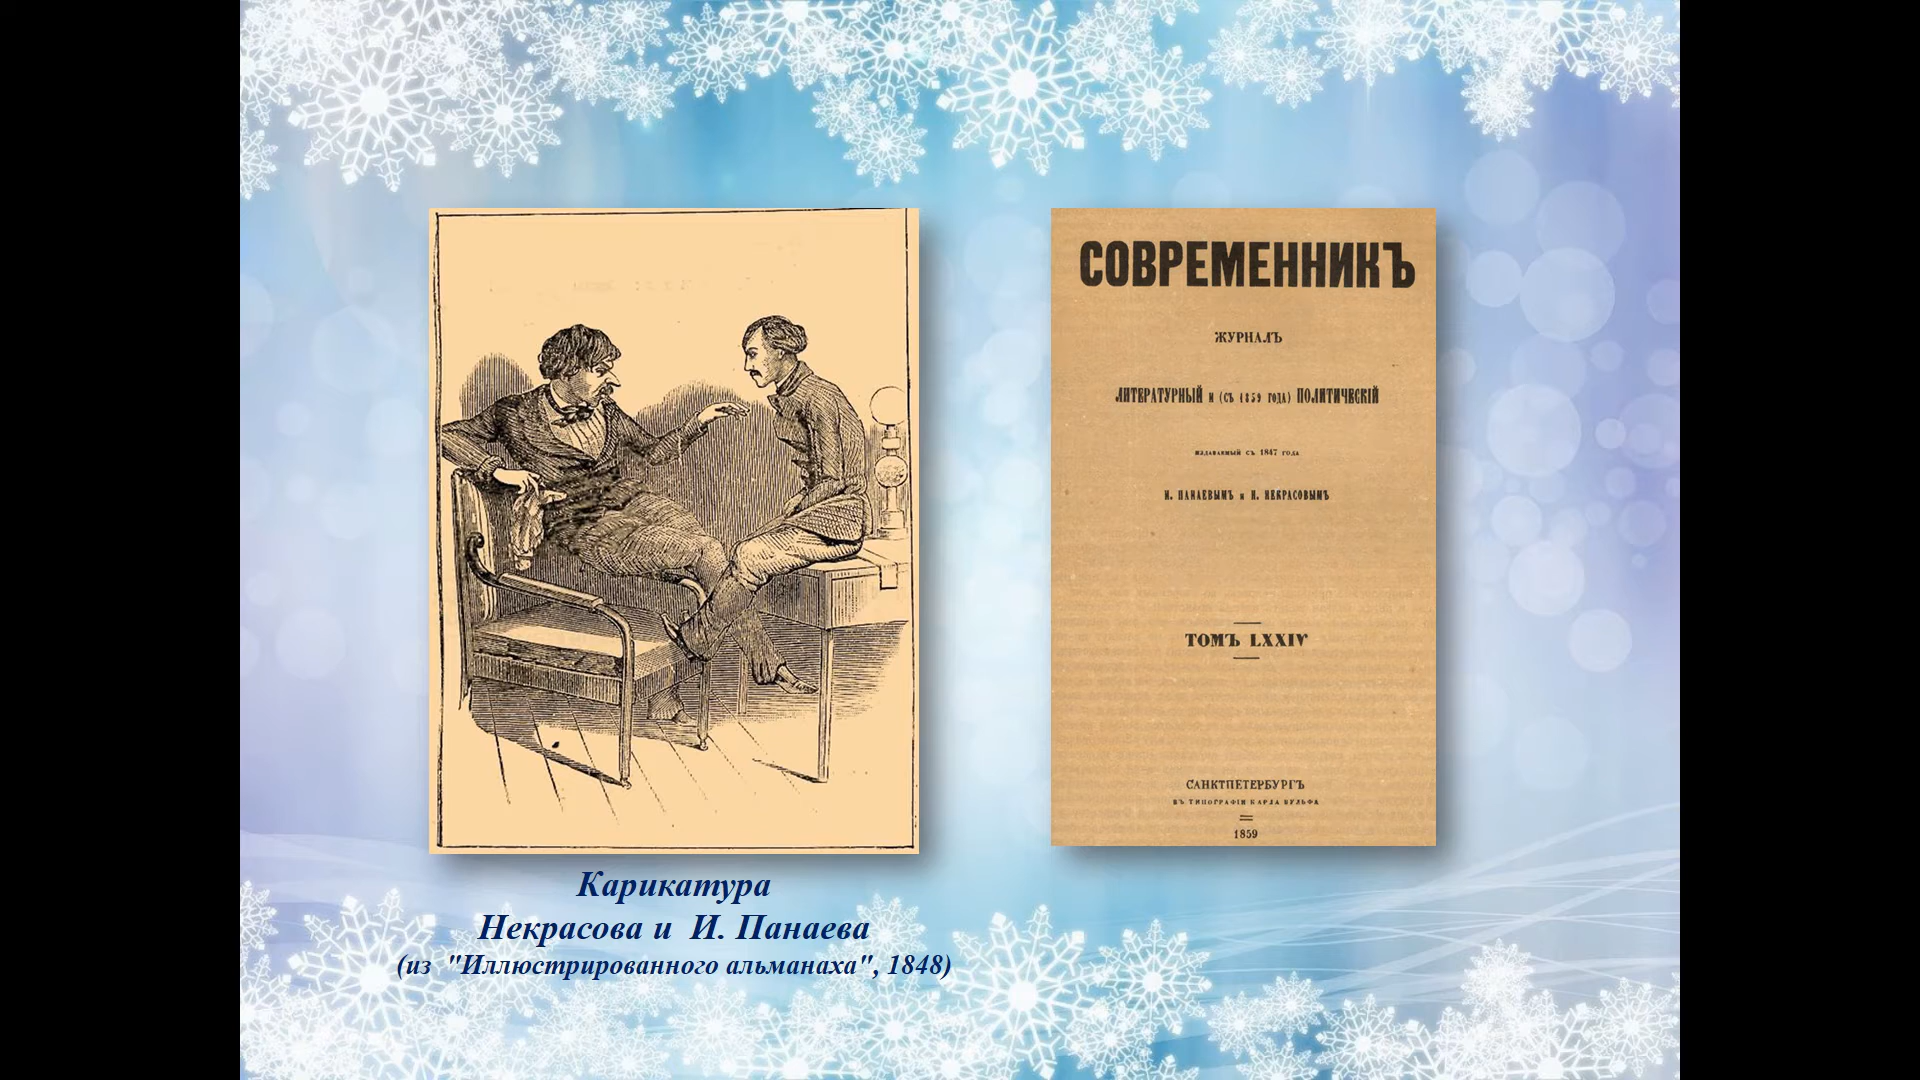 СОВРЕМЕННИКЪ
ЖУРНАЛЪ
ЛИТЕРАТУРНЫЙ И (СЪ 1859 ГОДА) ПОЛИТИЧЕСКІЙ
ИЗДАВАЕМЫЙ СЪ 1847 ГОДА
И. ПАНАЕВЫМЪ и Н. НЕКРАСОВЫМЪ
ТОМЪ LXXIV
САНКТПЕТЕРБУРГЪ
ВЪ ТИПОГРАФІИ КАРЛА ВУЛЬФА
1859
Карикатура
Некрасова и И. Панаева
(из "Иллюстрированного альманаха", 1848)